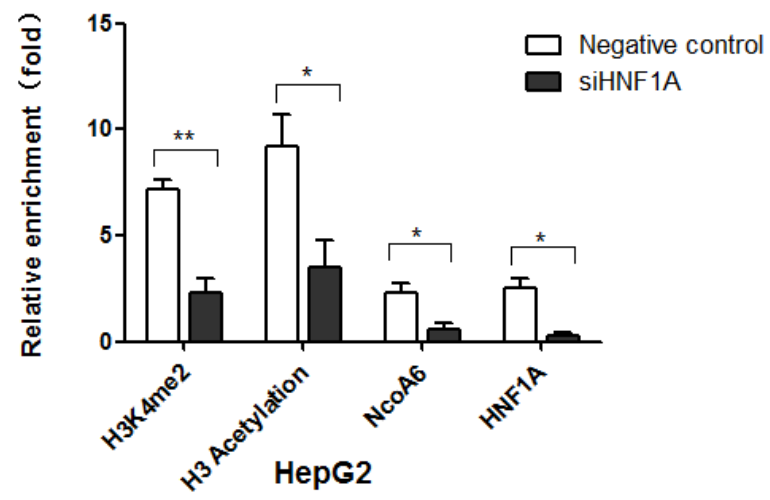 Relative enrichment (fold)
15
10
5
0
Negative control
siHNF1A
**
*
*
*
H3K4me2
H3 Acetylation
NcoA6
HNF1A
HepG2